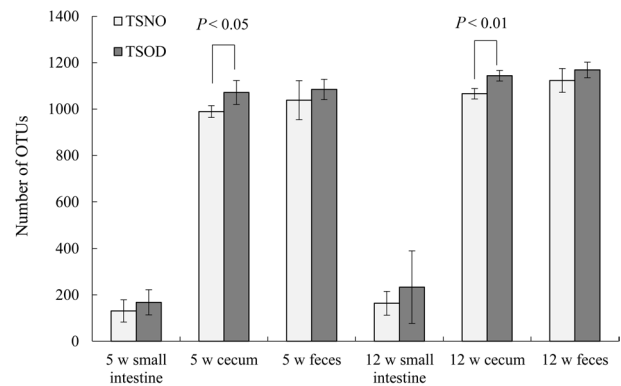 1400
1200
1000
800
600
400
200
0
Number of OTUs
TSNO
TSOD
P < 0.05
P < 0.01
5 w small intestine
5 w cecum
5 w feces
12 w small intestine
12 w cecum
12 w feces